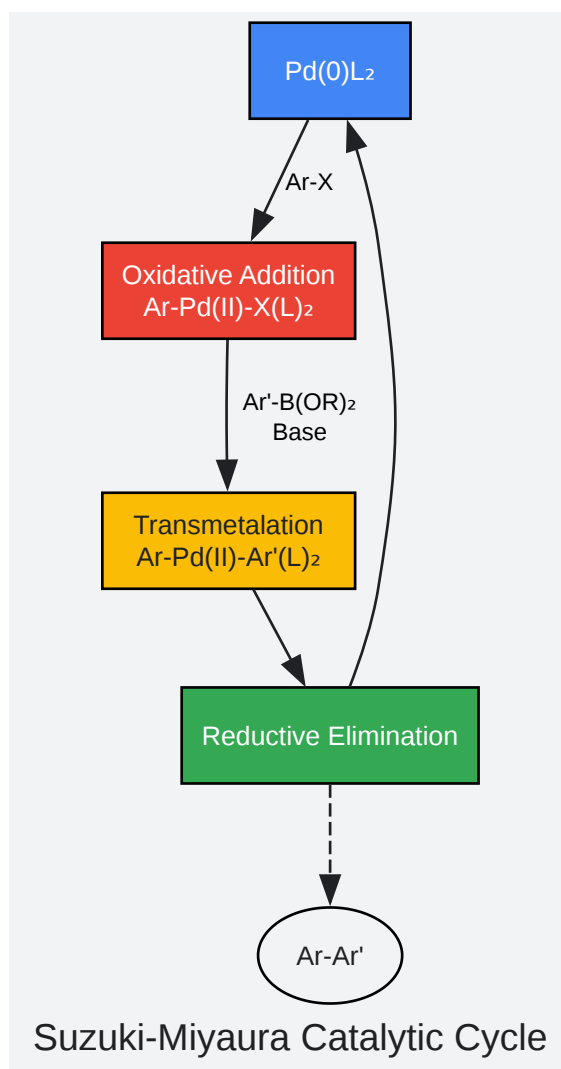 Pd(0)L₂
Ar-X
Oxidative Addition
Ar-Pd(II)-X(L)₂
Ar'-B(OR)₂
Base
Transmetalation
Ar-Pd(II)-Ar'(L)₂
Reductive Elimination
Ar-Ar'
Suzuki-Miyaura Catalytic Cycle